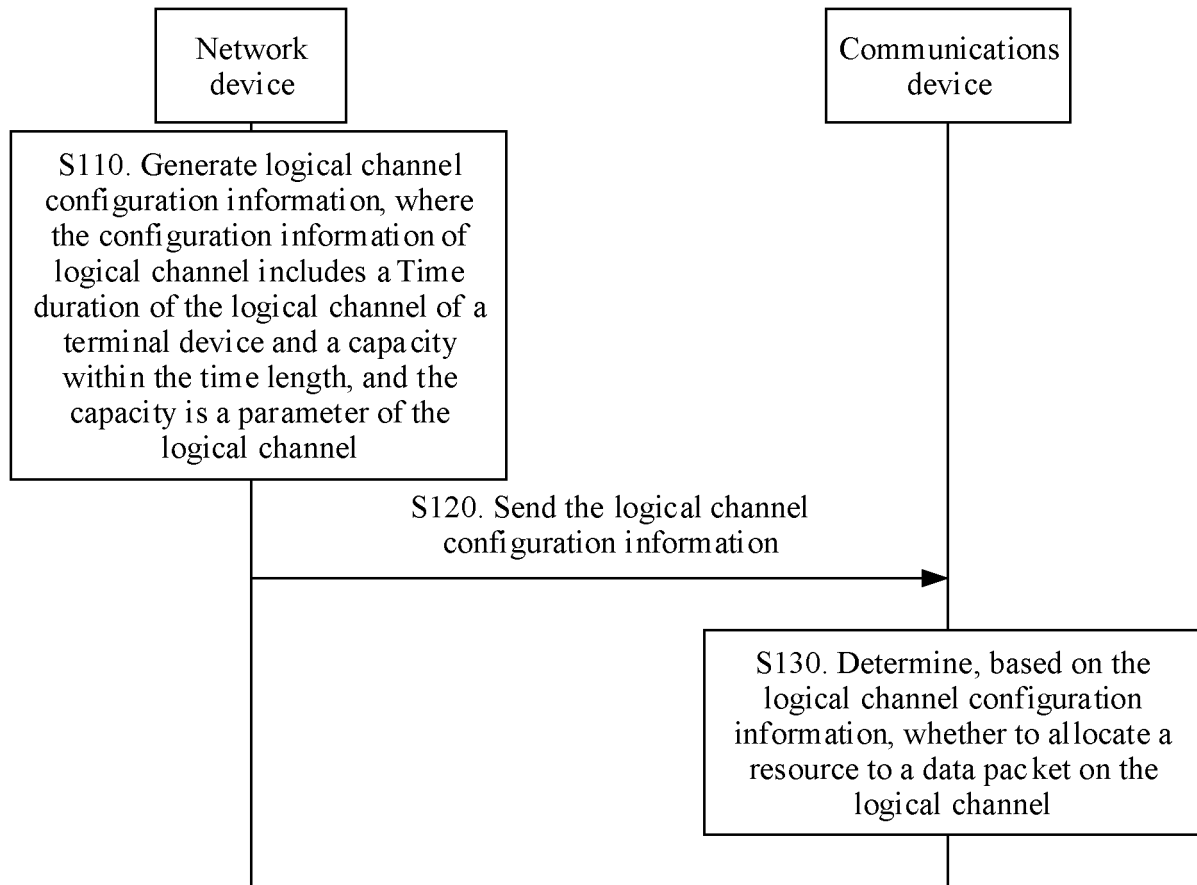 Network
device
Communications
device
S110. Generate logical channel
configuration information, where
the configuration information of
logical channel includes a Time
duration of the logical channel of a
terminal device and a capacity
within the time length, and the
capacity is a parameter of the
logical channel
S120. Send the logical channel
configuration information
S130. Determine, based on the
logical channel configuration
information, whether to allocate a
resource to a data packet on the
logical channel